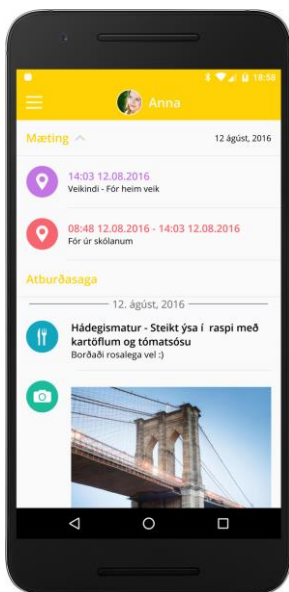 18:58
Anna
Mæting
12 ágúst, 2016
14:03 12.08.2016
Veikindi - Fór heim veik
08:48 12.08.2016 - 14:03 12.08.2016
Fór úr skólanum
Atburðasaga
12. ágúst, 2016
Hádegismatur - Steikt ýsa í raspi með
kartöflum og tómatsósu
Borðaði rosalega vel :)